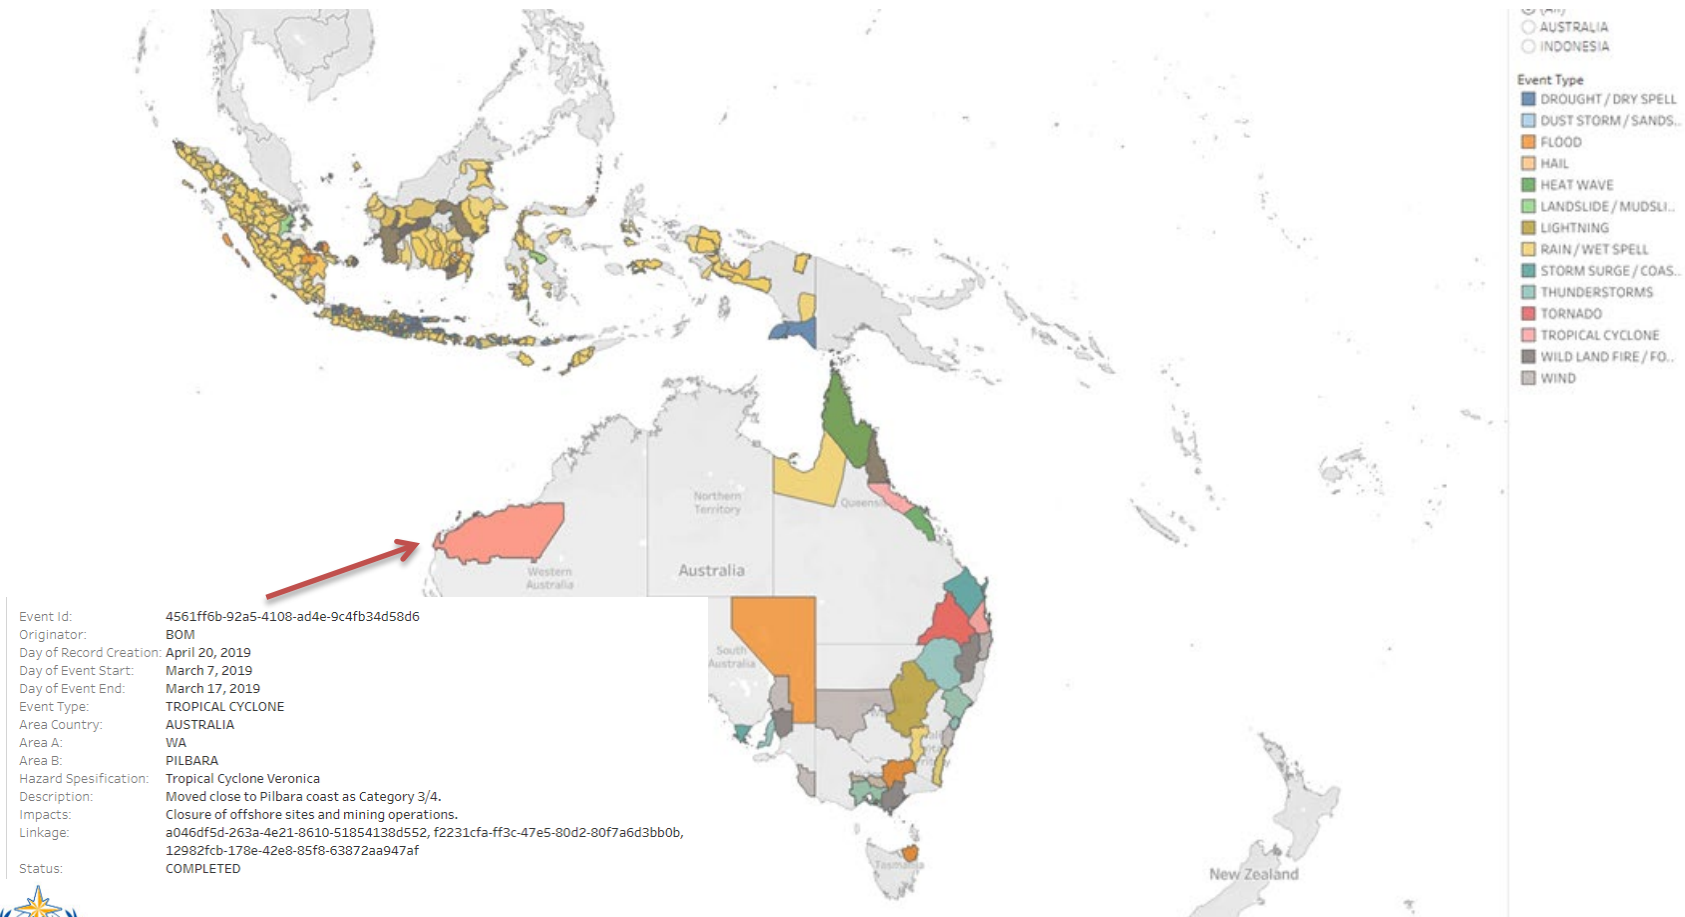 (All)
AUSTRALIA
INDONESIA
Event Type
DROUGHT / DRY SPELL
DUST STORM / SANDS..
FLOOD
HAIL
HEAT WAVE
LANDSLIDE / MUDSLI..
LIGHTNING
RAIN / WET SPELL
STORM SURGE / COAS..
THUNDERSTORMS
TORNADO
TROPICAL CYCLONE
WILD LAND FIRE / FO..
WIND
Northern
Territory
Queensl
Australia
Western
Australia
South
Australia
Tasmania
New Zealand
Event Id: 4561ff6b-92a5-4108-ad4e-9c4fb34d58d6
Originator: BOM
Day of Record Creation: April 20, 2019
Day of Event Start: March 7, 2019
Day of Event End: March 17, 2019
Event Type: TROPICAL CYCLONE
Area Country: AUSTRALIA
Area A: WA
Area B: PILBARA
Hazard Spesification: Tropical Cyclone Veronica
Description: Moved close to Pilbara coast as Category 3/4.
Impacts: Closure of offshore sites and mining operations.
Linkage: a046df5d-263a-4e21-8610-51854138d552, f2231cfa-ff3c-47e5-80d2-80f7a6d3bb0b,
12982fcb-178e-42e8-85f8-63872aa947af
Status: COMPLETED